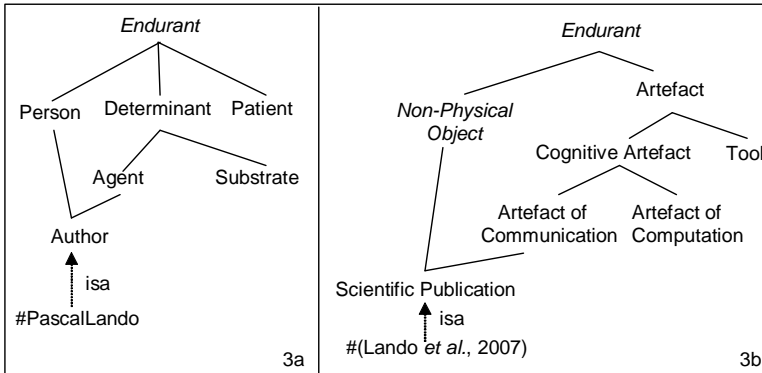 Endurant
Person Determinant Patient
Agent Substrate
Author
isa
#PascalLando
3a
Endurant
Artefact
Non-Physical
Object
Cognitive Artefact Tool
Artefact of Artefact of
Communication Computation
Scientific Publication
isa
#(Lando et al., 2007)
3b